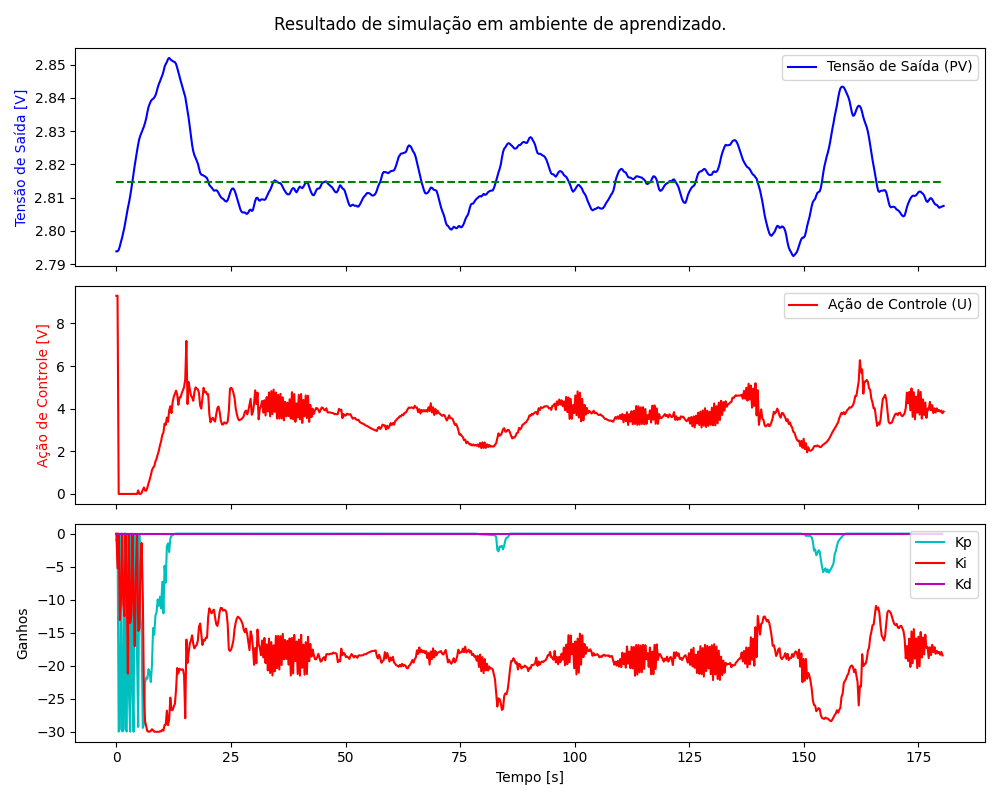 Resultado de simulação em ambiente de aprendizado.
Tensão de Saída [V]
2.85
2.84
2.83
2.82
2.81
2.80
2.79
Tensão de Saída (PV)
Ação de Controle [V]
8
6
4
2
0
Ação de Controle (U)
Ganhos
0
−5
−10
−15
−20
−25
−30
Kp
Ki
Kd
0 25 50 75 100 125 150 175
Tempo [s]